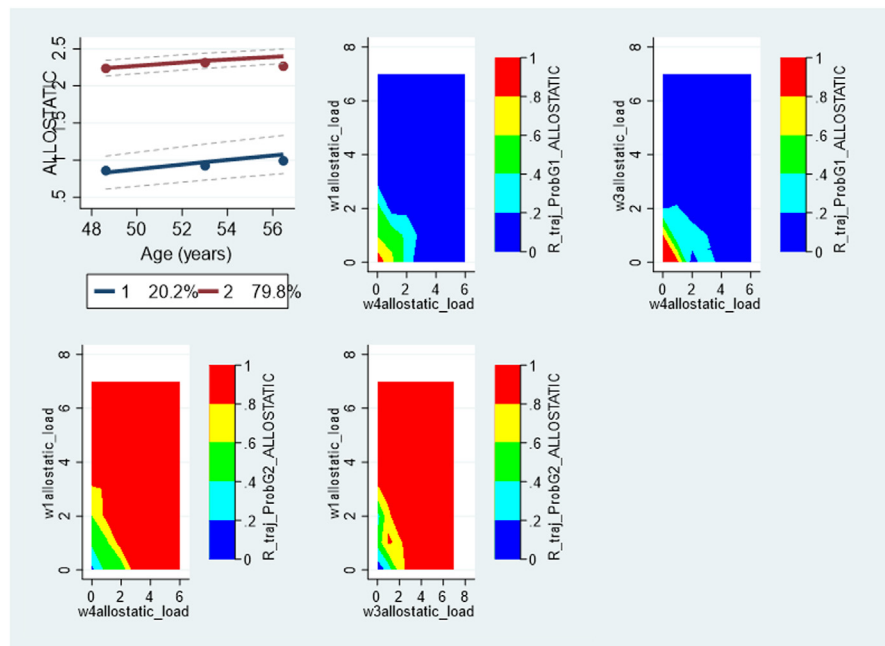 ALLOSTATIC
.5 1 1.5 2 2.5
48 50 52 54 56
Age (years)
1 20.2% 2 79.8%
w1allostatic_load
0 2 4 6 8
0 2 4 6
w4allostatic_load
0 .2 .4 .6 .8 1
R_traj_ProbG1_ALLOSTATIC
w3allostatic_load
0 2 4 6 8
0 2 4 6
w4allostatic_load
0 .2 .4 .6 .8 1
R_traj_ProbG1_ALLOSTATIC
w1allostatic_load
0 2 4 6 8
0 2 4 6
w4allostatic_load
0 .2 .4 .6 .8 1
R_traj_ProbG2_ALLOSTATIC
w1allostatic_load
0 2 4 6 8
0 2 4 6 8
w3allostatic_load
0 .2 .4 .6 .8 1
R_traj_ProbG2_ALLOSTATIC